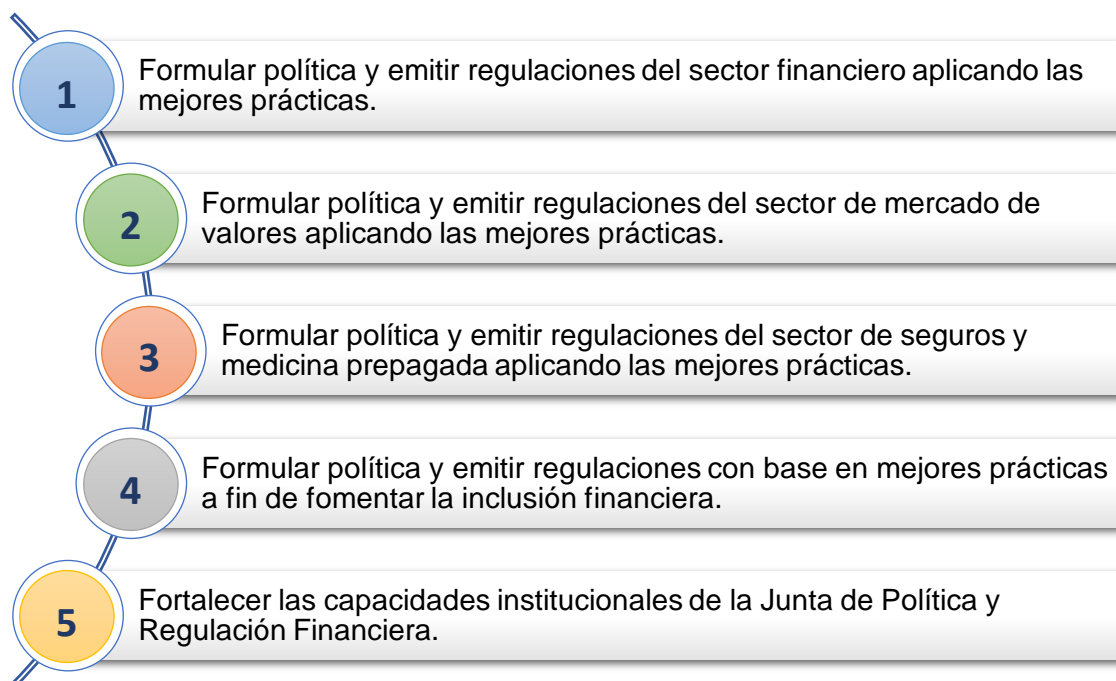 1
Formular política y emitir regulaciones del sector financiero aplicando las
mejores prácticas.
2
Formular política y emitir regulaciones del sector de mercado de
valores aplicando las mejores prácticas.
3
Formular política y emitir regulaciones del sector de seguros y
medicina prepagada aplicando las mejores prácticas.
4
Formular política y emitir regulaciones con base en mejores prácticas
a fin de fomentar la inclusión financiera.
5
Fortalecer las capacidades institucionales de la Junta de Política y
Regulación Financiera.